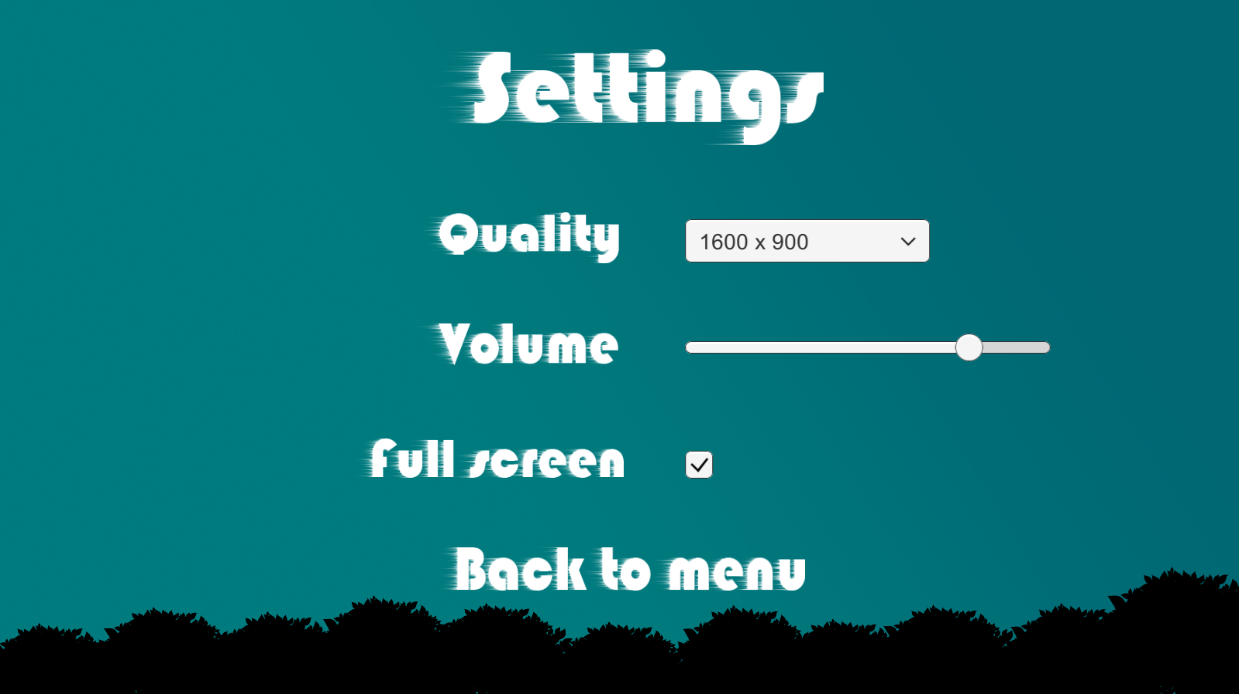 Settings
Quality 1600 x 900
Volume
Full screen
Back to menu